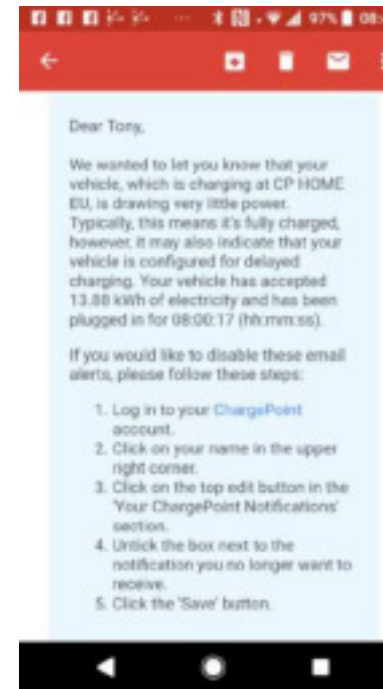 97% 08:
Dear Tony,
We wanted to let you know that your
vehicle, which is charging at CP HOME
EU, is drawing very little power.
Typically, this means it's fully charged,
however, it may also indicate that your
vehicle is configured for delayed
charging. Your vehicle has accepted
13.88 kWh of electricity and has been
plugged in for 08:00:17 (hh:mm:ss).
If you would like to disable these email
alerts, please follow these steps:
1. Log in to your ChargePoint
account.
2. Click on your name in the upper
right corner.
3. Click on the top edit button in the
'Your ChargePoint Notifications'
section.
4. Untick the box next to the
notification you no longer want to
receive.
5. Click the 'Save' button.